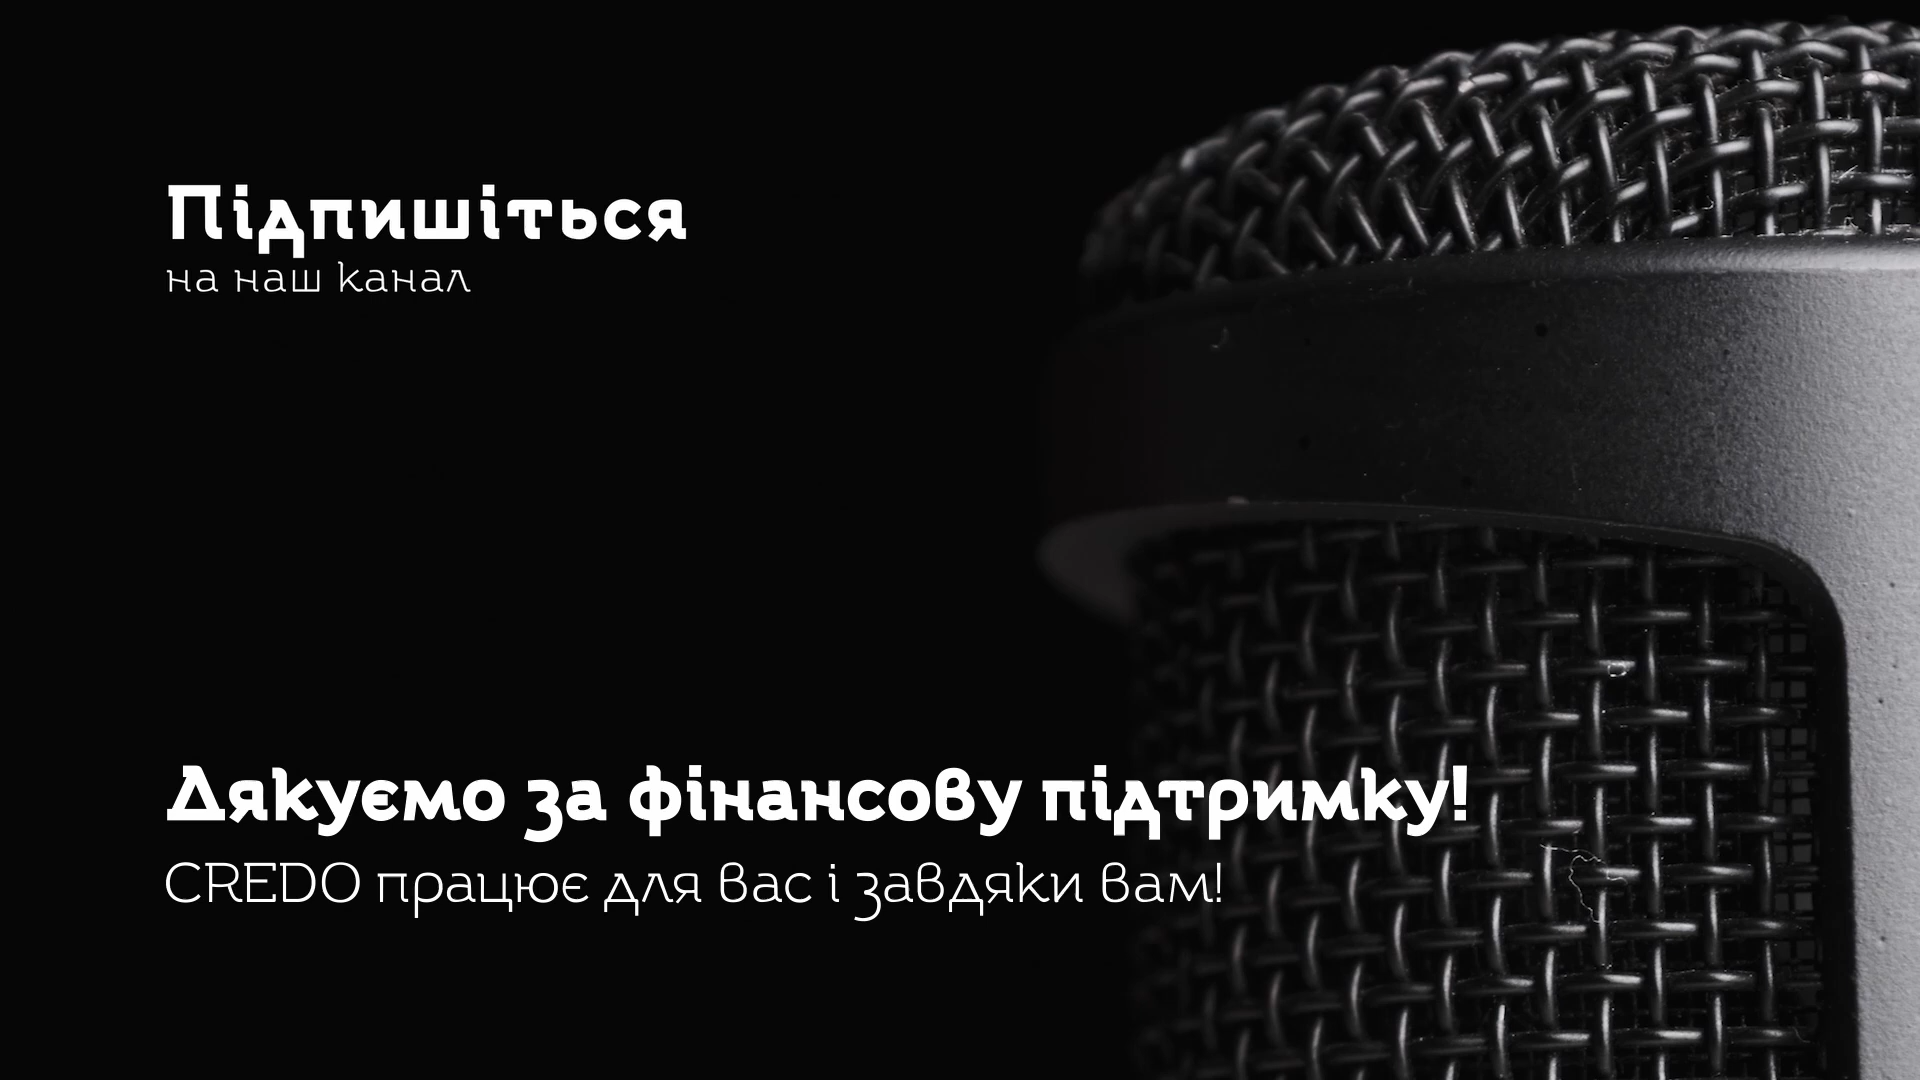 Підпишіться
на наш канал
Дякуємо за фінансову підтримку!
CREDO працює для вас і завдяки вам!